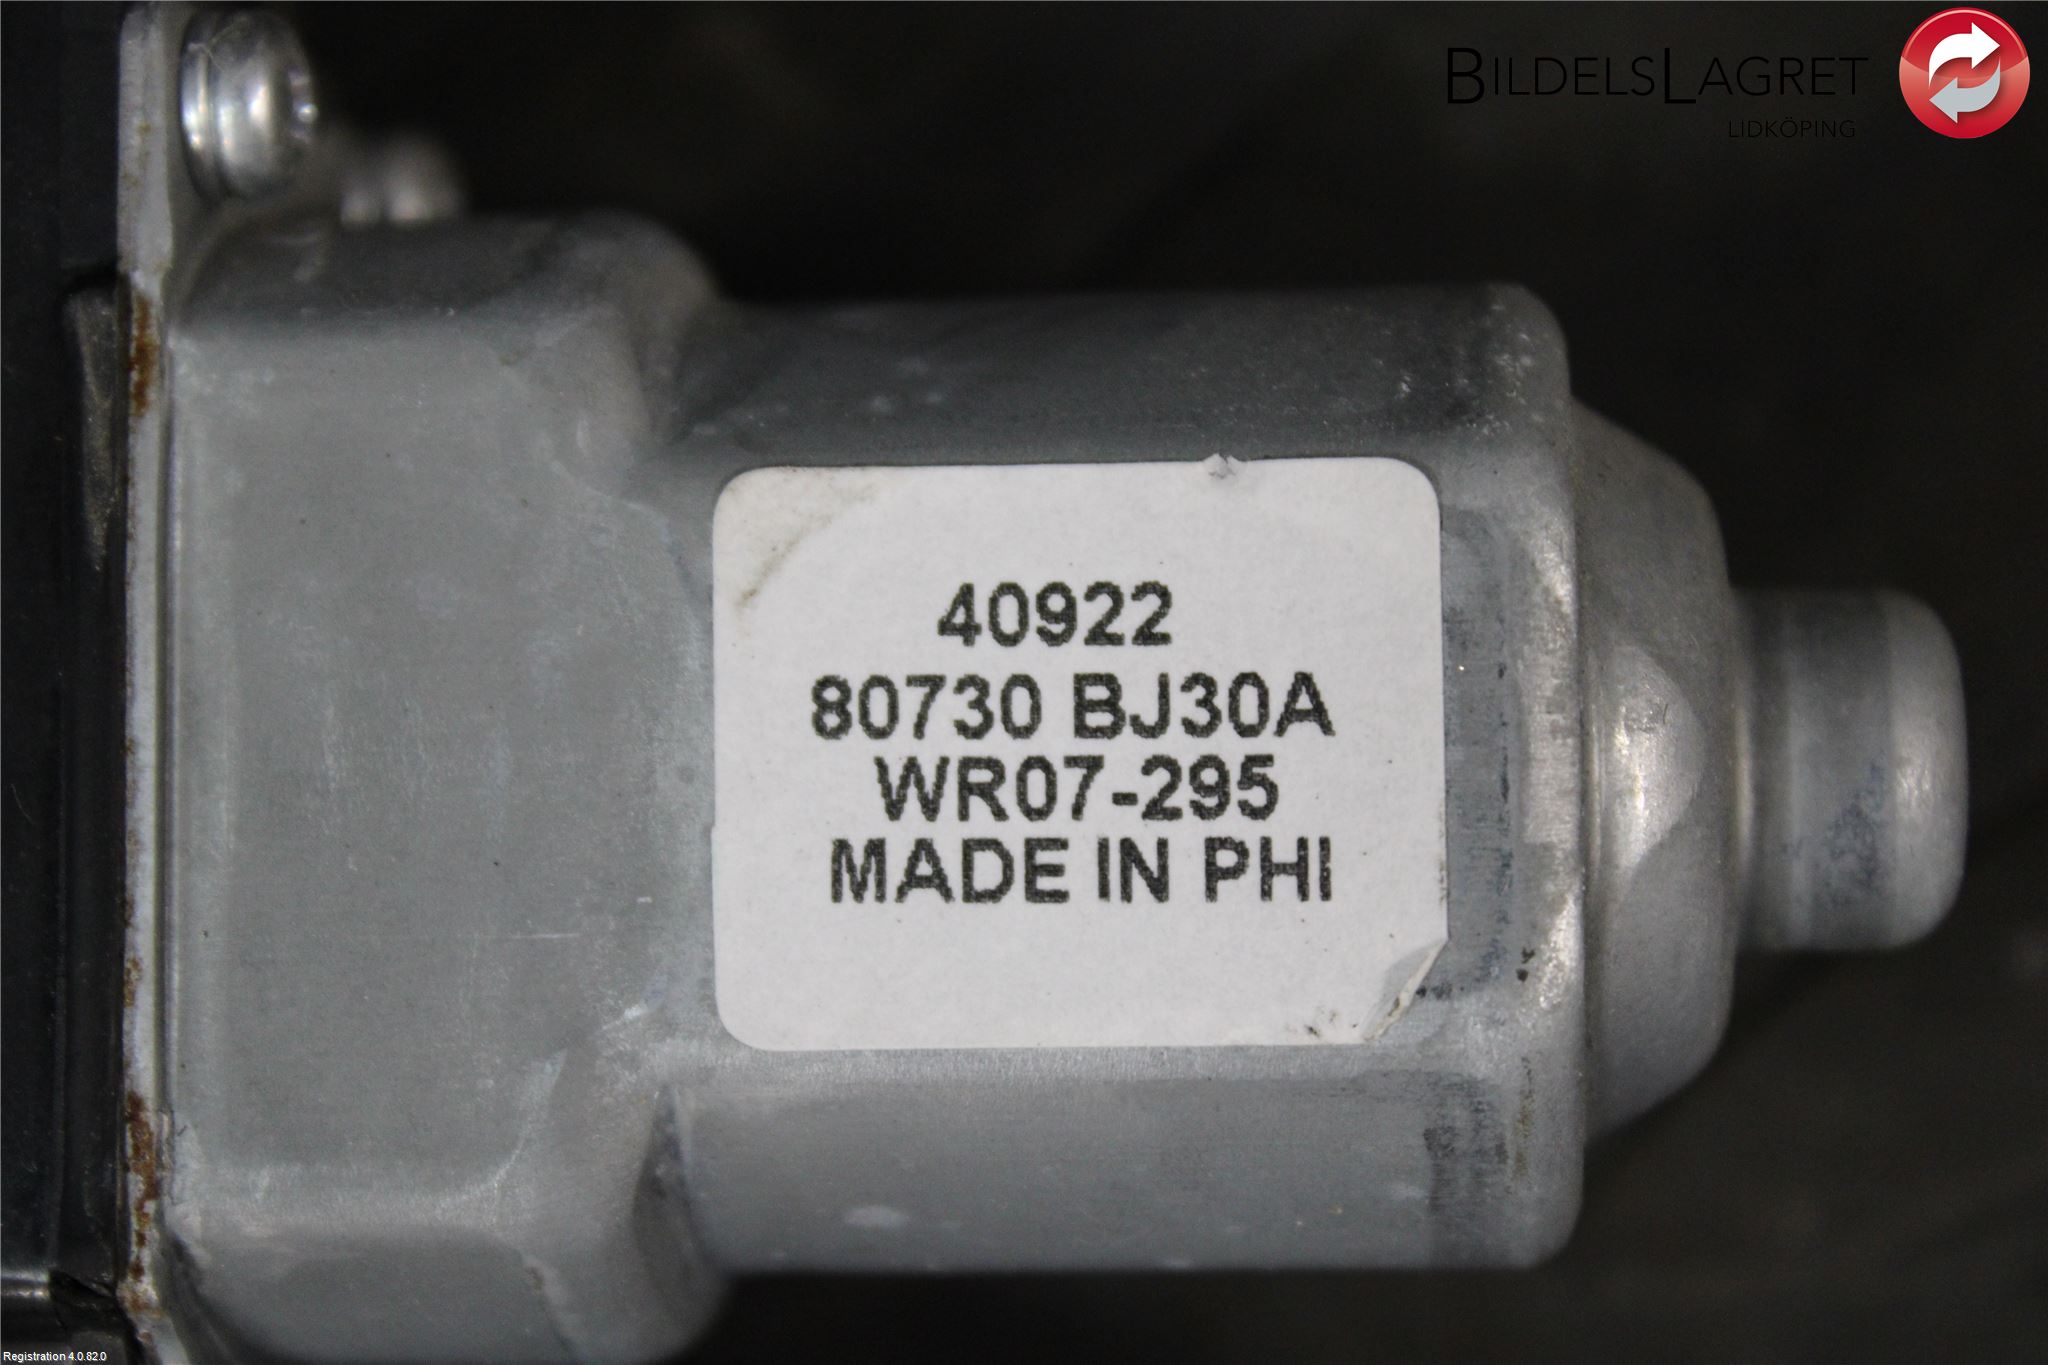 BILDELSLAGRET
LIDKÖPING
40922
80730 BJ30A
WR07-295
MADE IN PHI
Registration 4.0.82.0